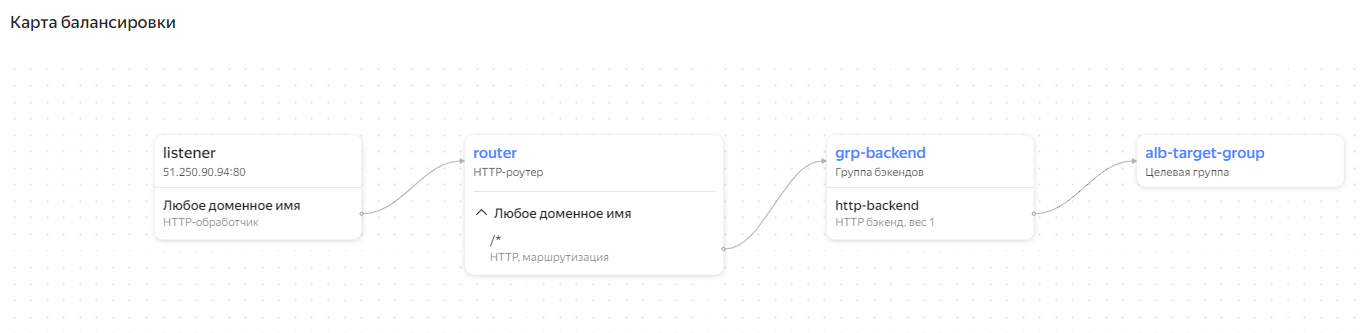 Карта балансировки
listener
51.250.90.94:80
Любое доменное имя
HTTP-обработчик
router
HTTP-роутер
Любое доменное имя
/*
HTTP, маршрутизация
grp-backend
Группа бэкендов
http-backend
HTTP бэкенд, вес 1
alb-target-group
Целевая группа